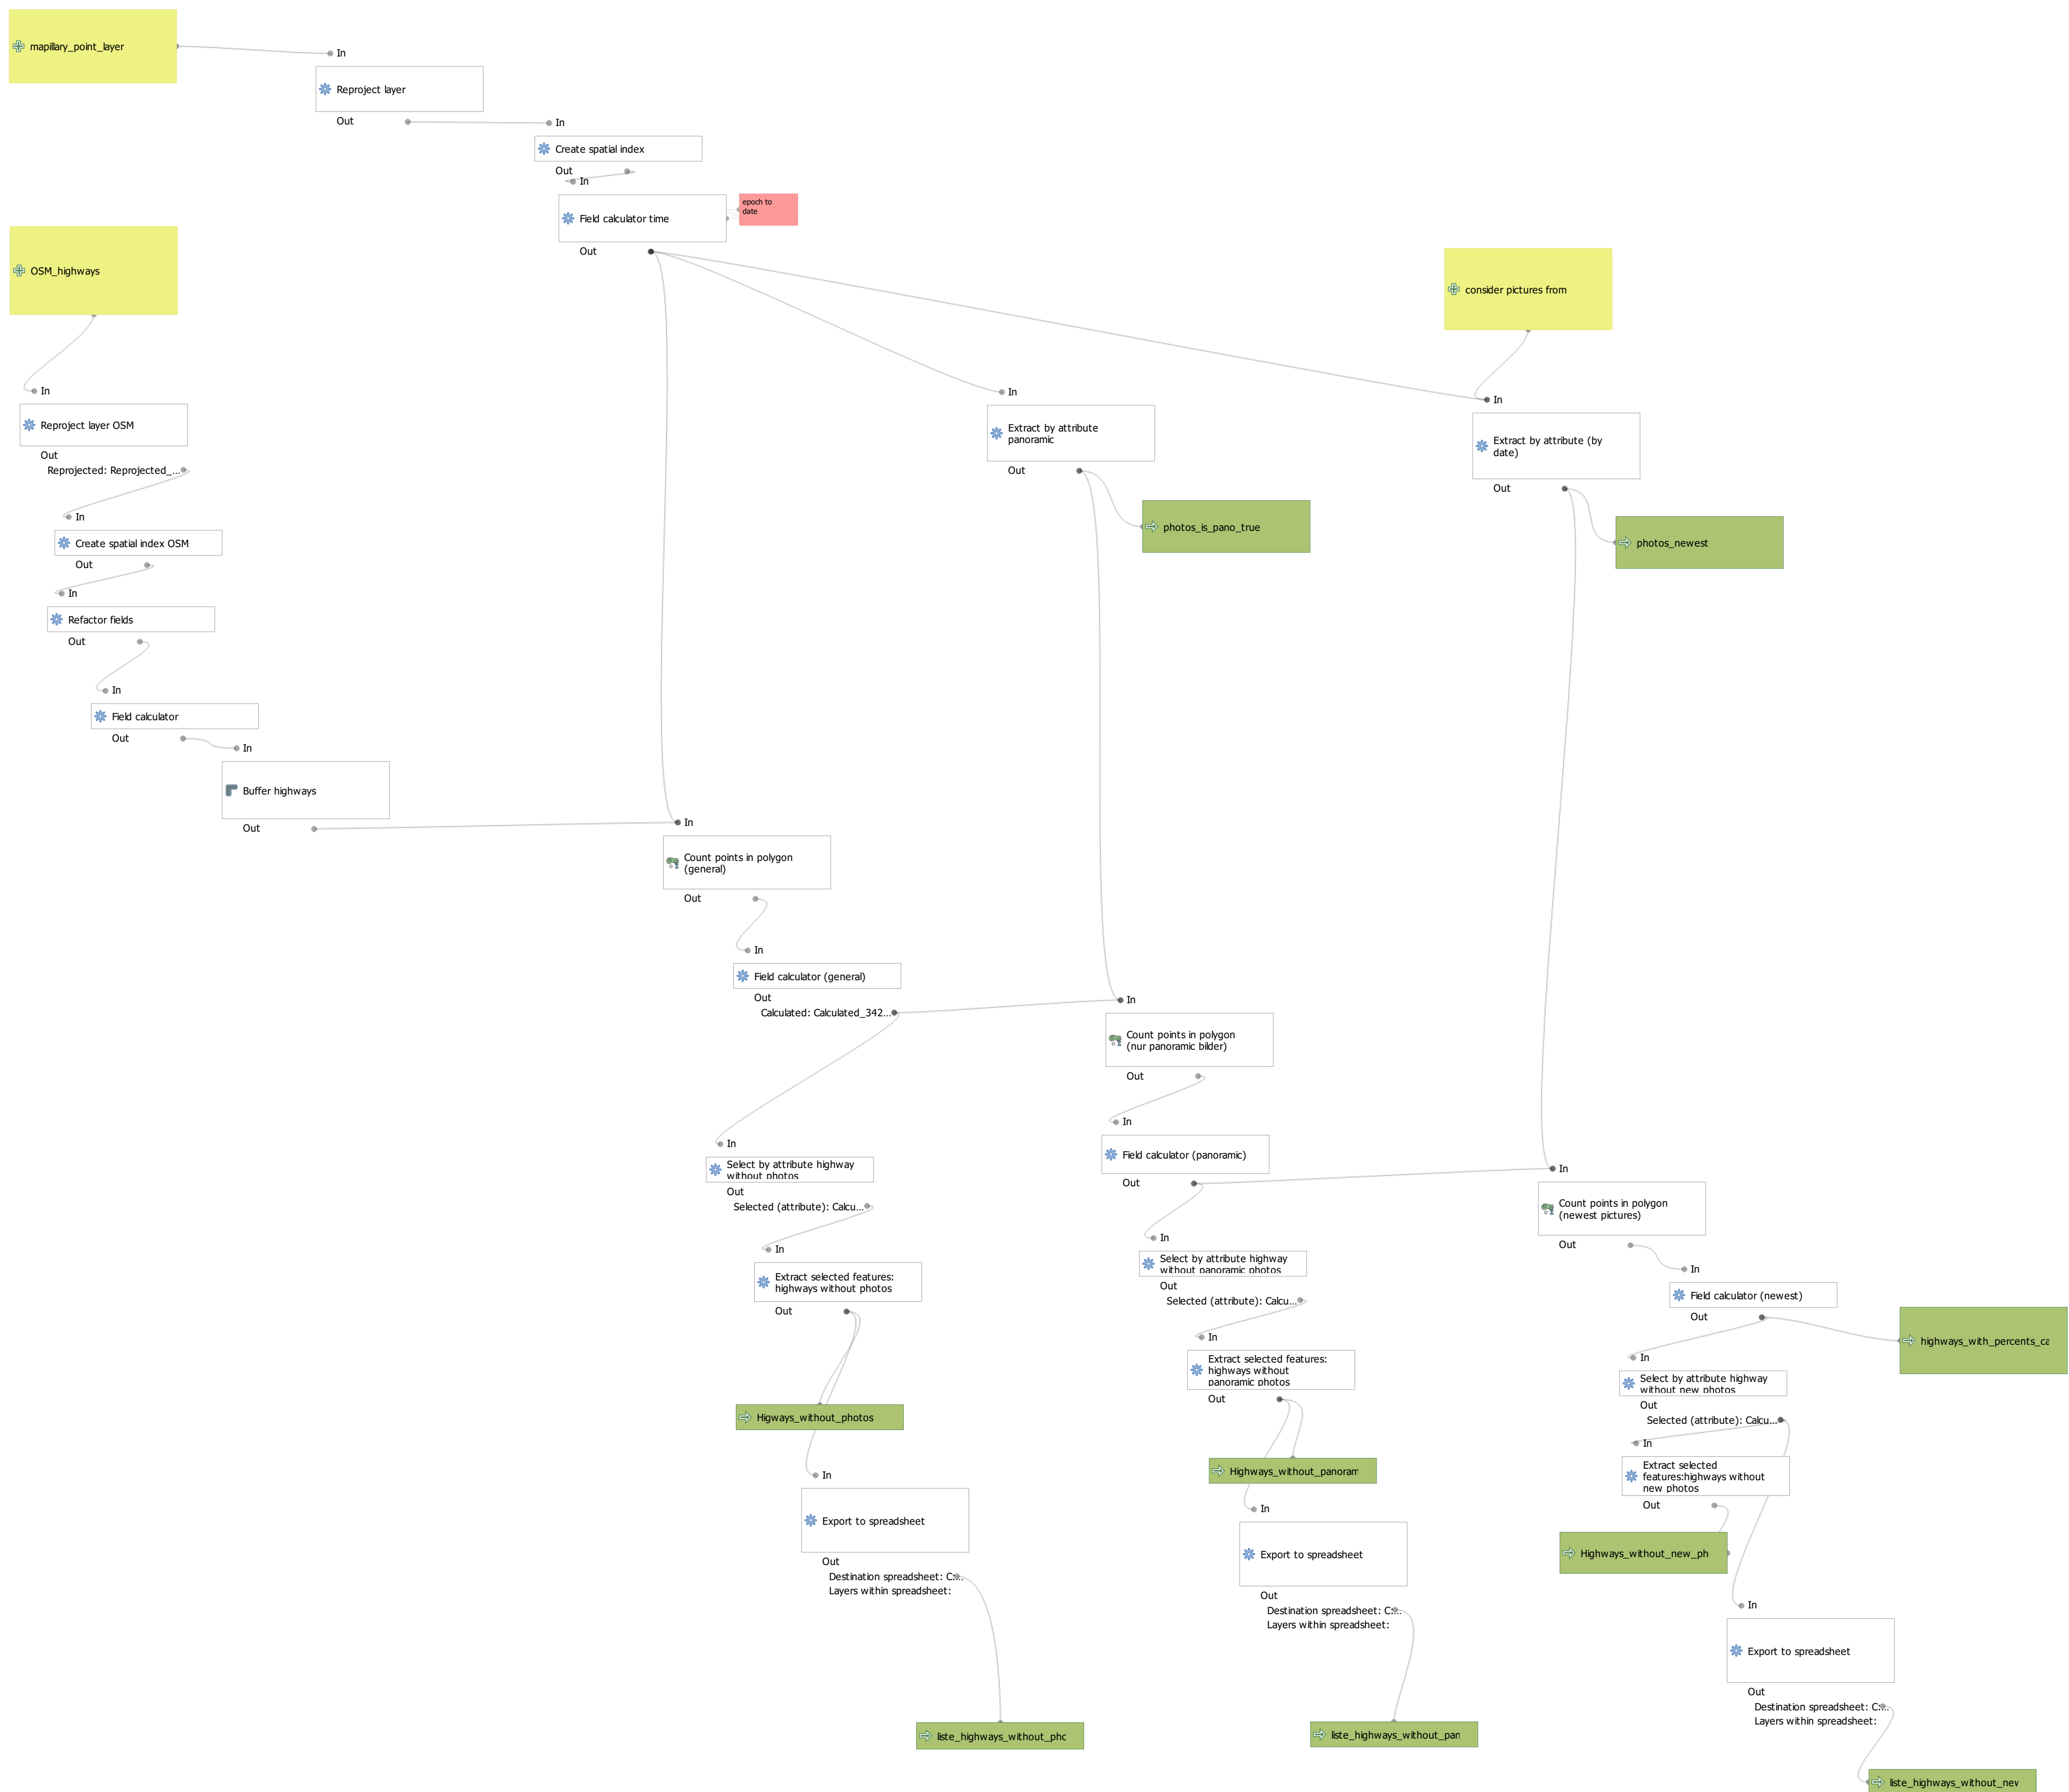 mapillary_point_layer
In
Reproject layer
Out
In
Create spatial index
Out
In
Field calculator time
epoch to
date
Out
OSM_highways
consider pictures from
In
Reproject layer OSM
Out
Reprojected: Reprojected_...
In
Extract by attribute
panoramic
Out
In
Extract by attribute (by
date)
Out
photos_is_pano_true
photos_newest
In
Create spatial index OSM
Out
In
Refactor fields
Out
In
Field calculator
Out
In
Buffer highways
Out
In
Count points in polygon
(general)
Out
In
Field calculator (general)
Out
Calculated: Calculated_342...
In
Count points in polygon
(nur panoramic bilder)
Out
In
Field calculator (panoramic)
Out
In
Select by attribute highway
without photos
Out
Selected (attribute): Calcu...
In
Extract selected features:
highways without photos
Out
In
Count points in polygon
(newest pictures)
Out
In
Select by attribute highway
without panoramic photos
Out
Selected (attribute): Calcu...
In
Extract selected features:
highways without
panoramic photos
Out
In
Field calculator (newest)
Out
highways_with_percents_ca
In
Select by attribute highway
without new photos
Out
Selected (attribute): Calcu...
In
Extract selected
features:highways without
new photos
Out
Higways_without_photos
Highways_without_panoram
Highways_without_new_ph
In
Export to spreadsheet
Out
Destination spreadsheet: C:...
Layers within spreadsheet:
In
Export to spreadsheet
Out
Destination spreadsheet: C:...
Layers within spreadsheet:
In
Export to spreadsheet
Out
Destination spreadsheet: C:...
Layers within spreadsheet:
liste_highways_without_phc
liste_highways_without_pan
liste_highways_without_nev